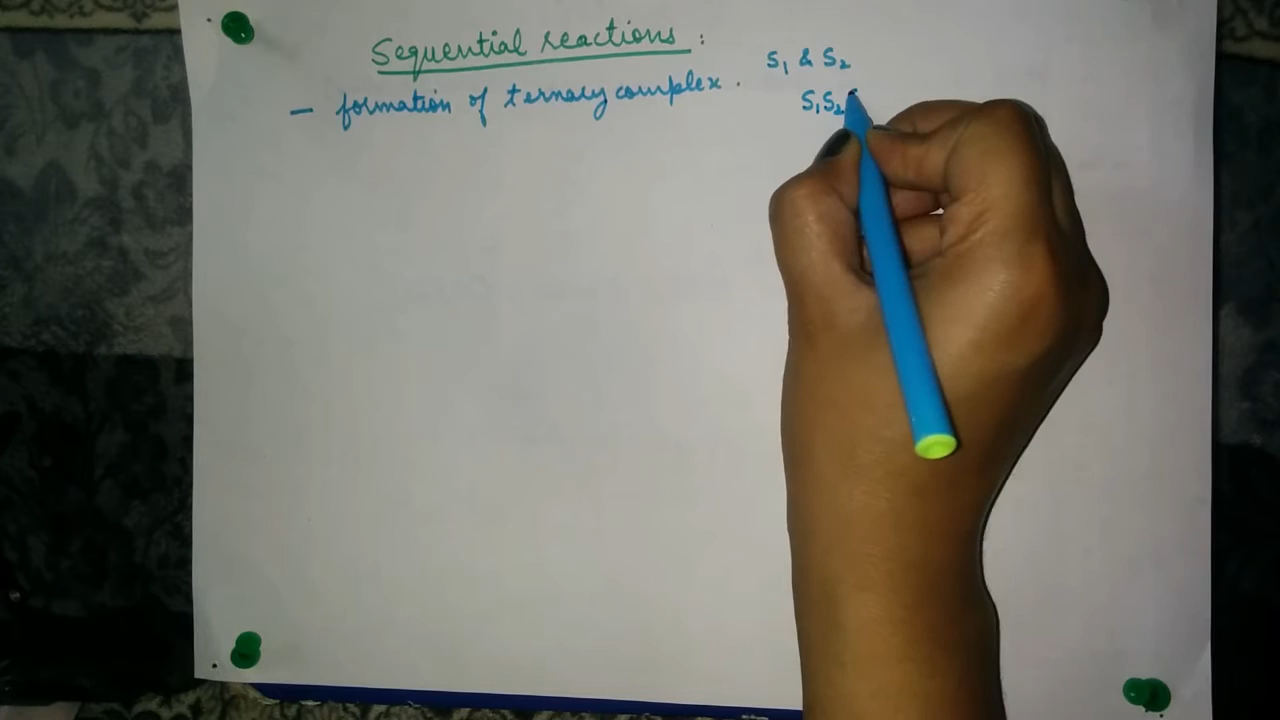 Sequential reactions :
S₁ & S₂
– formation of ternary complex .
S₁S₂